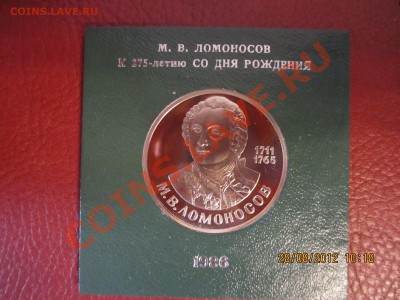 COINS.LAVE.RU
М. В. ЛОМОНОСОВ
К 275-летию СО ДНЯ РОЖДЕНИЯ
1711
1765
М.В.ЛОМОНОСОВ
1986
28/08/2012 10:18
COINS.LAVE.RU